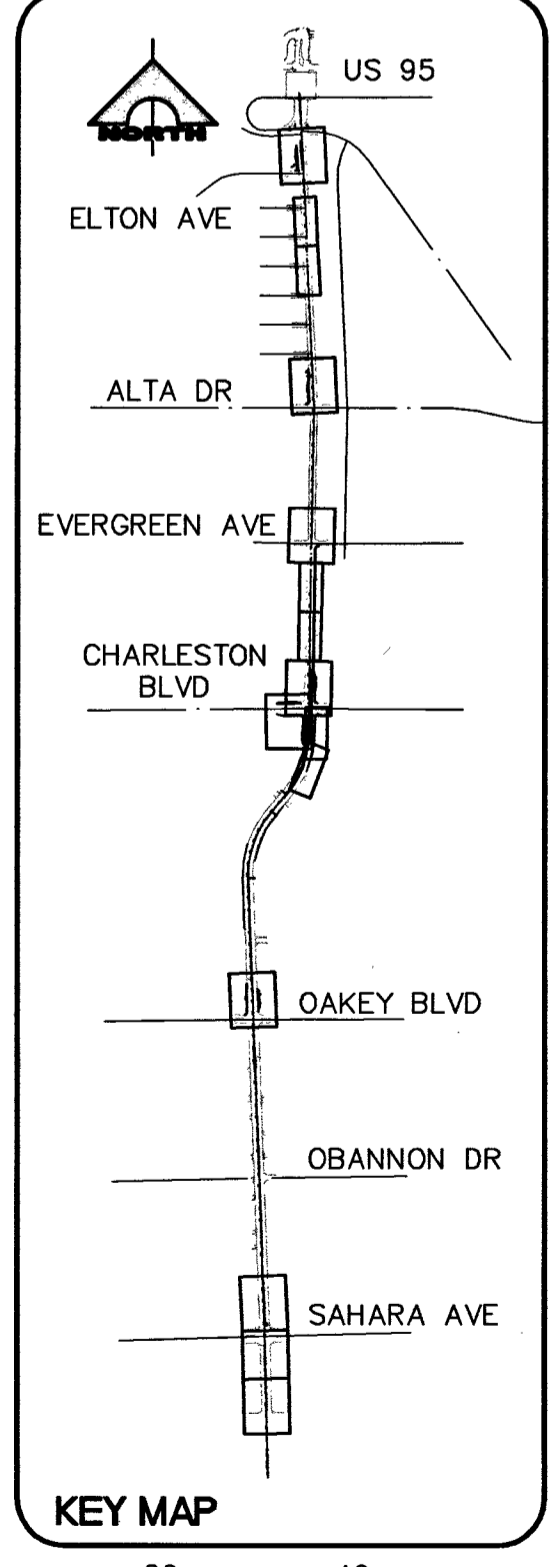 US 95
NORTH
ELTON AVE
ALTA DR
EVERGREEN AVE
CHARLESTON
BLVD
OAKEY BLVD
OBANNON DR
SAHARA AVE
KEY MAP